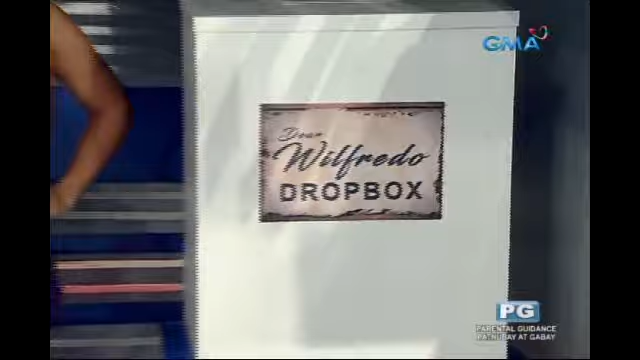 GMA
Dear
Wilfredo
DROPBOX
PG
PARENTAL GUIDANCE
PATNUBAY AT GABAY